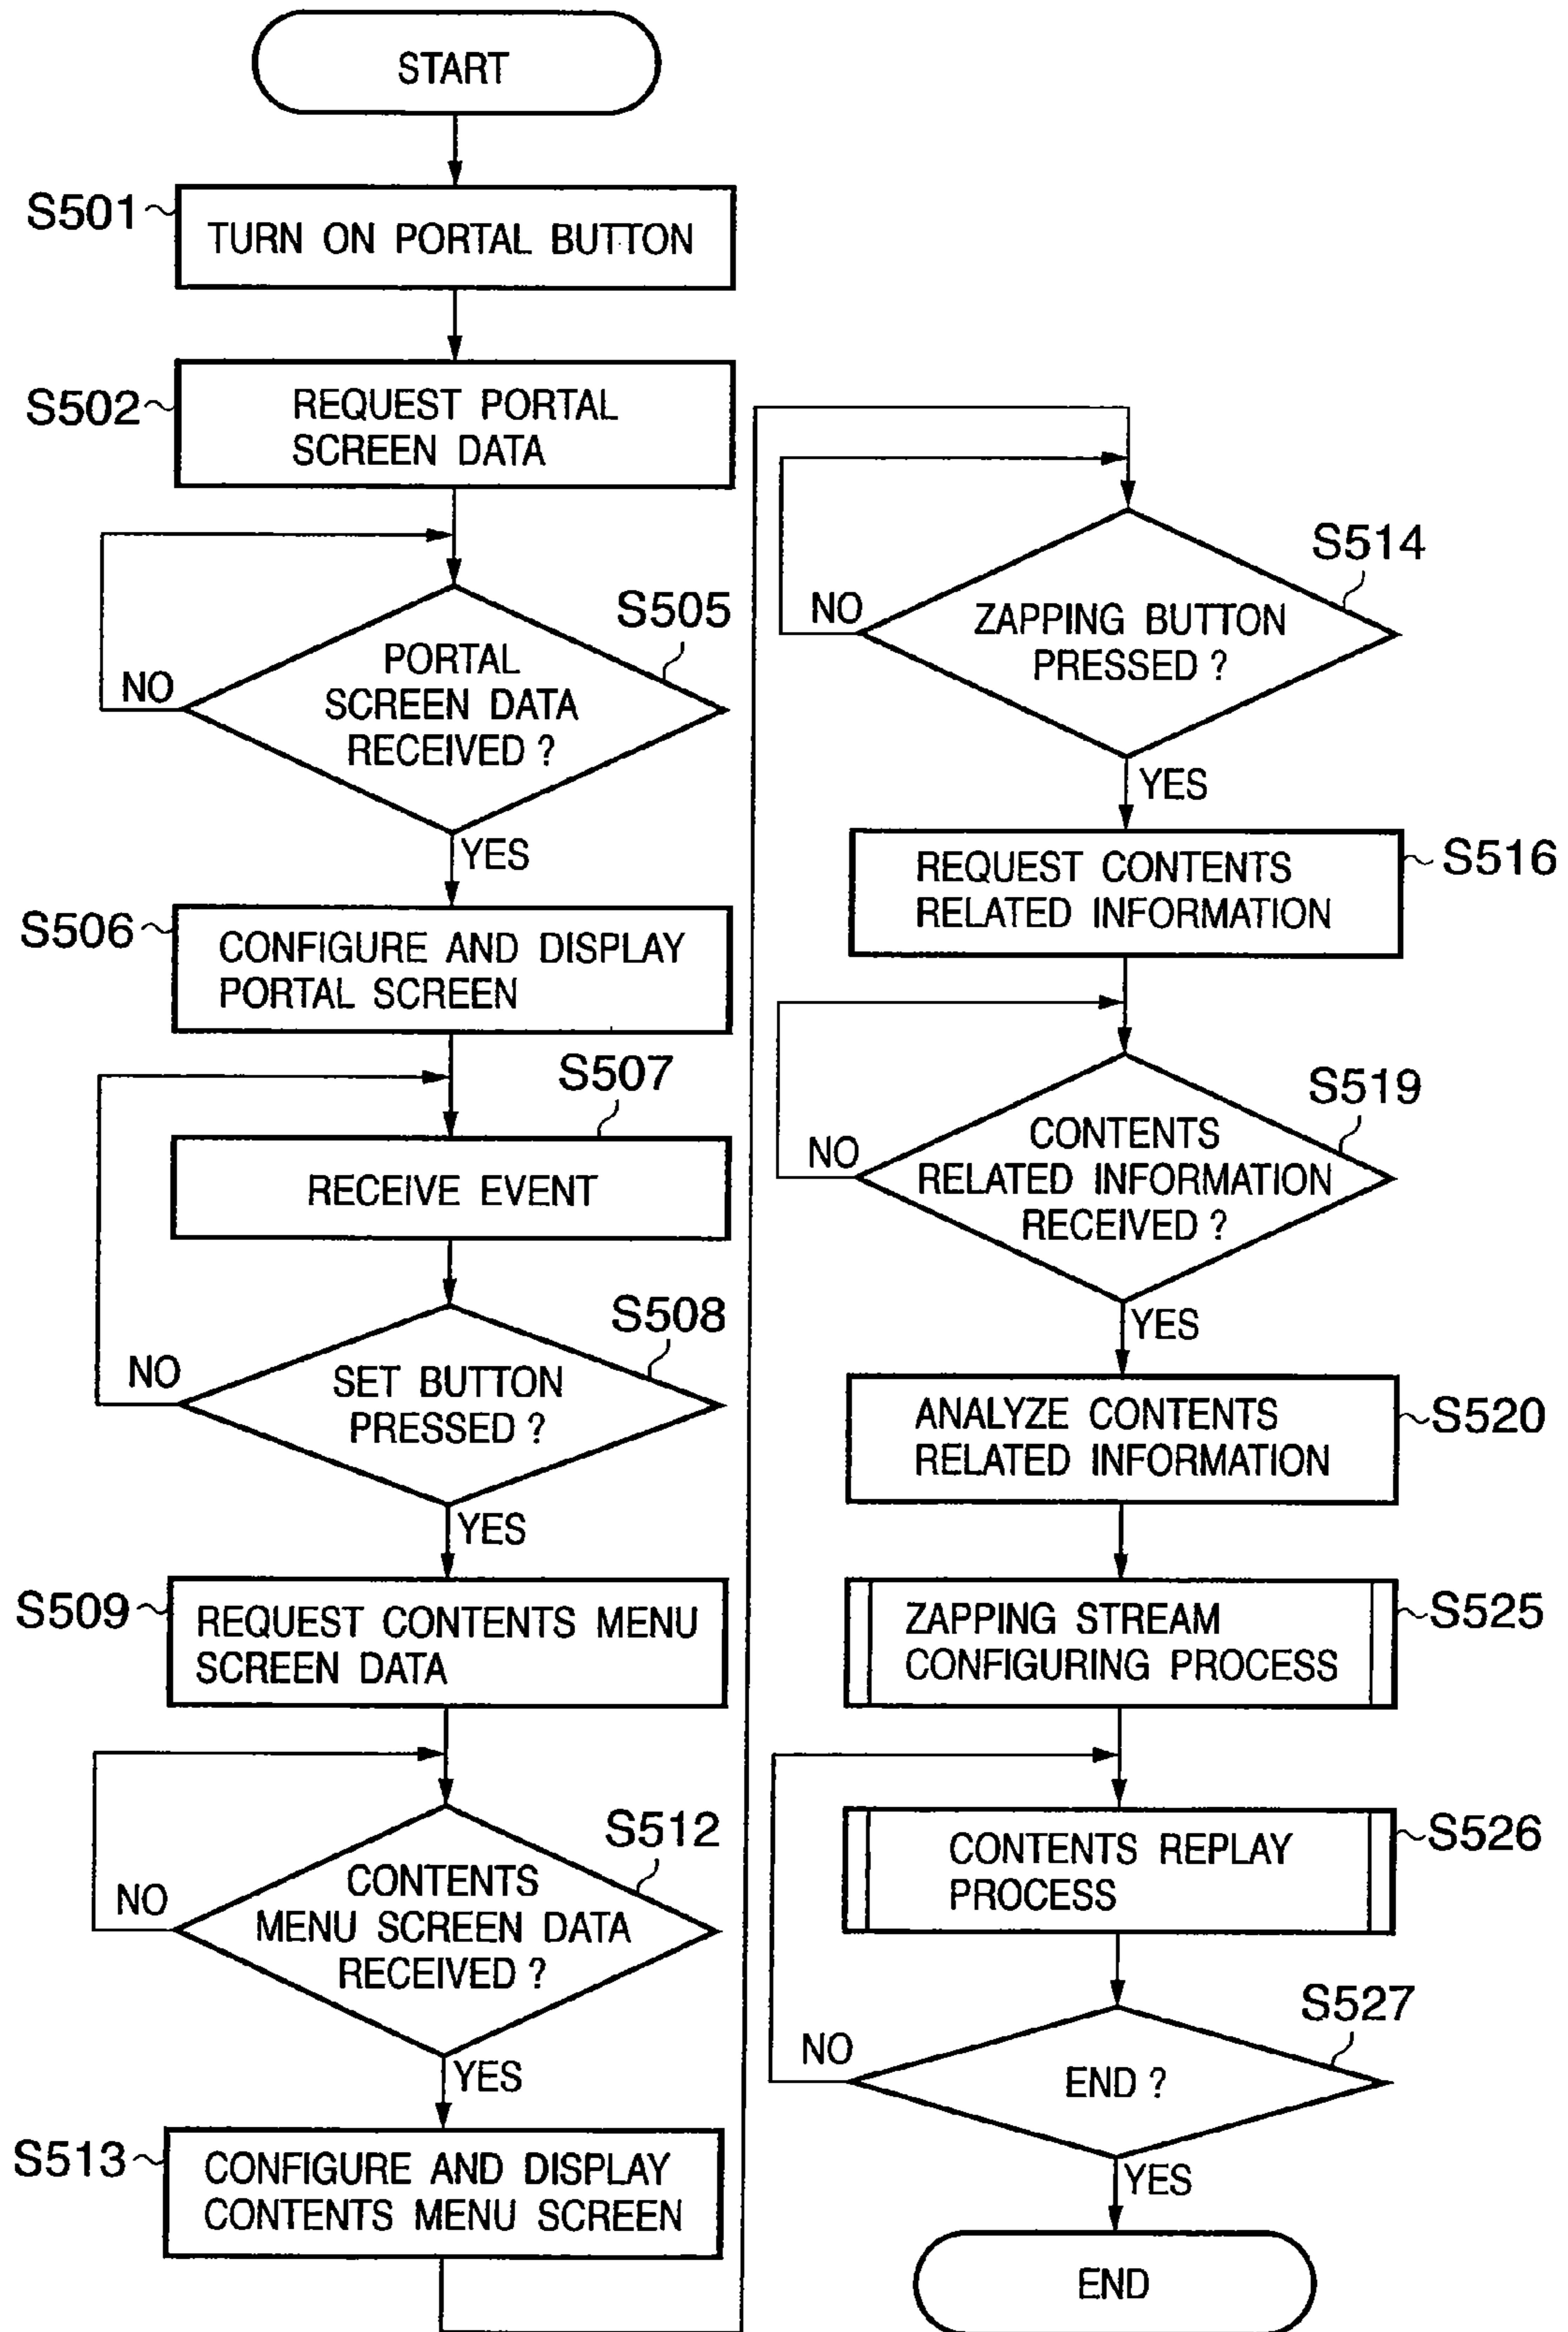 START
S501
TURN ON PORTAL BUTTON
S502
REQUEST PORTAL
SCREEN DATA
S505
PORTAL
SCREEN DATA
RECEIVED ?
NO
YES
S506
CONFIGURE AND DISPLAY
PORTAL SCREEN
S507
RECEIVE EVENT
S508
SET BUTTON
PRESSED ?
NO
YES
S509
REQUEST CONTENTS MENU
SCREEN DATA
S512
CONTENTS
MENU SCREEN DATA
RECEIVED ?
NO
YES
S513
CONFIGURE AND DISPLAY
CONTENTS MENU SCREEN
S514
ZAPPING BUTTON
PRESSED ?
NO
YES
S516
REQUEST CONTENTS
RELATED INFORMATION
S519
CONTENTS
RELATED INFORMATION
RECEIVED ?
NO
YES
S520
ANALYZE CONTENTS
RELATED INFORMATION
S525
ZAPPING STREAM
CONFIGURING PROCESS
S526
CONTENTS REPLAY
PROCESS
S527
END ?
NO
YES
END